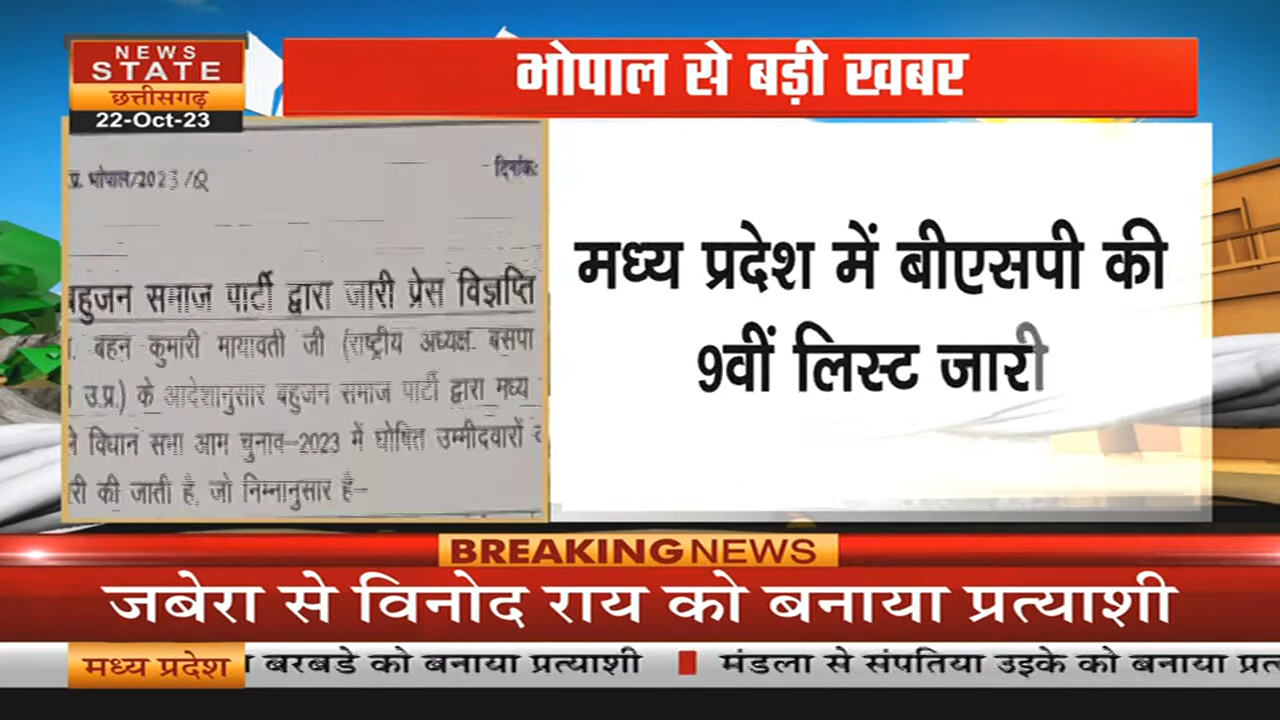 NEWS
STATE
छत्तीसगढ़
22-Oct-23
भोपाल से बड़ी खबर
प्र. भोपाल/2023/
दिनांक:
बहुजन समाज पार्टी द्वारा जारी प्रेस विज्ञप्ति
बहन कुमारी मायावती जी (राष्ट्रीय अध्यक्ष बसपा
उ.प्र.) के आदेशानुसार बहुजन समाज पार्टी द्वारा मध्य
विधान सभा आम चुनाव-2023 में घोषित उम्मीदवारों
की जाती है, जो निम्नानुसार है-
मध्य प्रदेश में बीएसपी की
9वीं लिस्ट जारी
BREAKING NEWS
जबेरा से विनोद राय को बनाया प्रत्याशी
मध्य प्रदेश
बरबडे को बनाया प्रत्याशी
मंडला से संपतिया उइके को बनाया